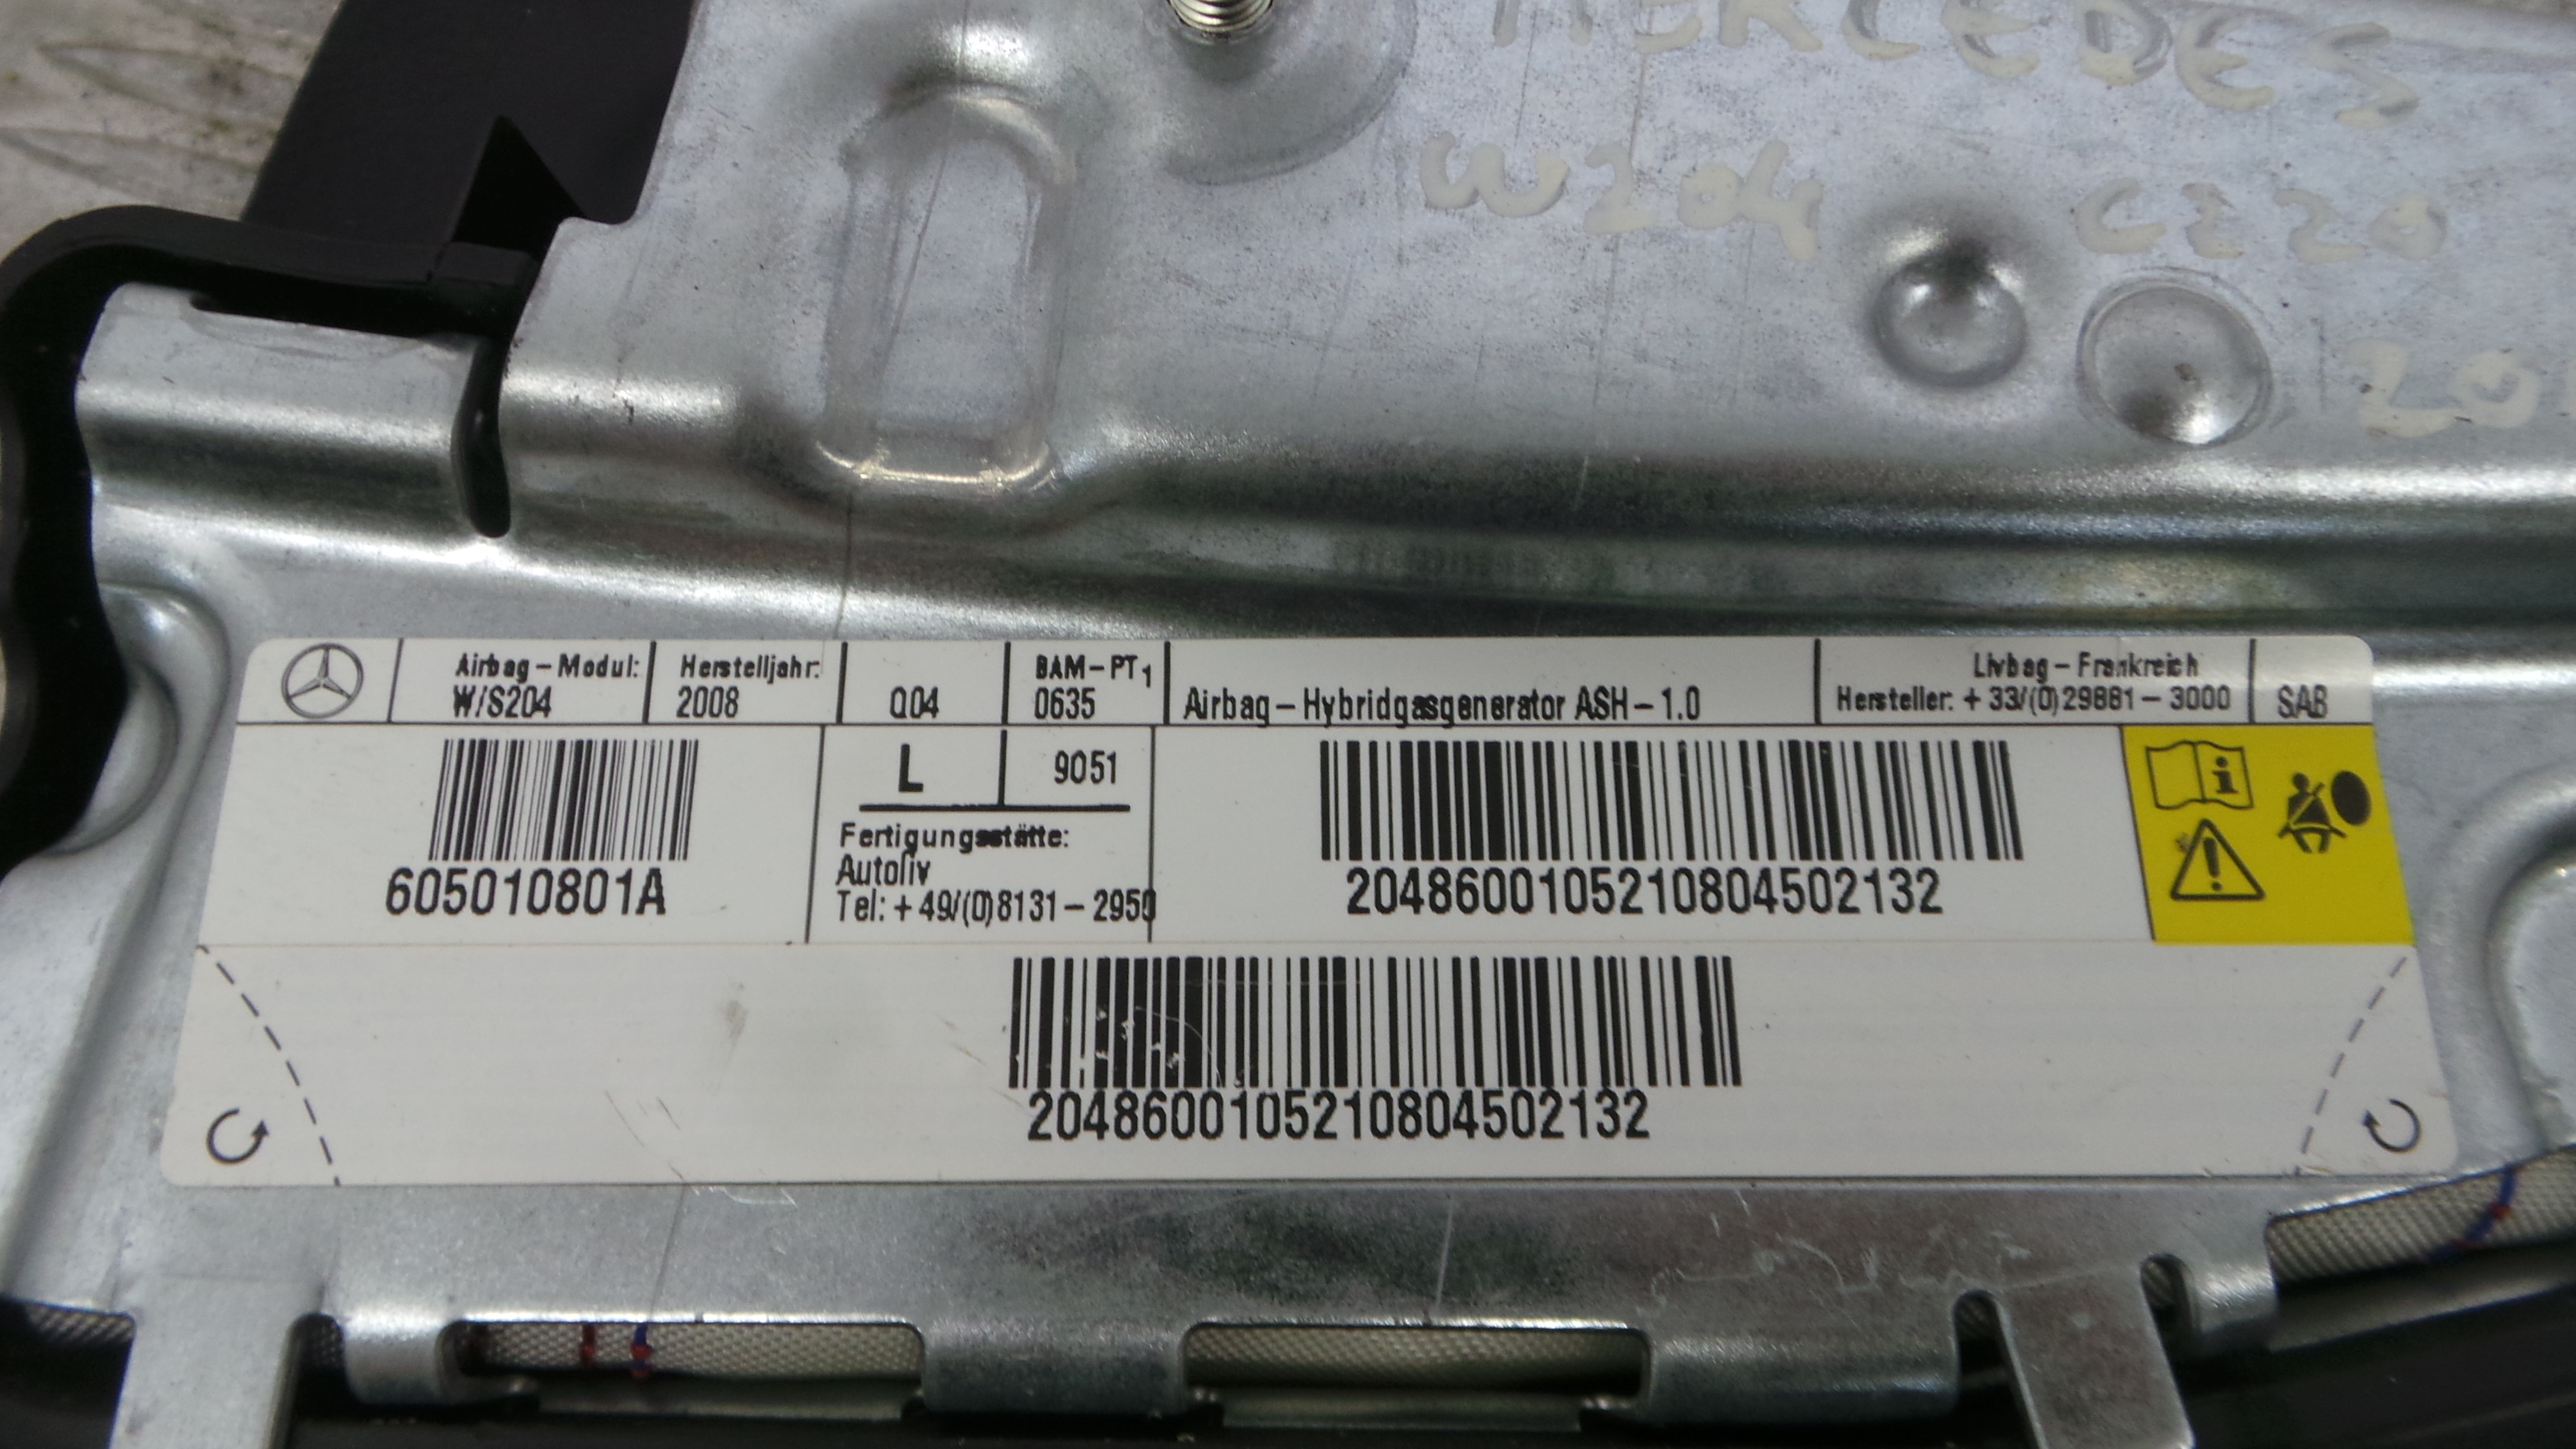 MERCEDES
W204 C220
20
Airbag-Modul:
W/S204
Herstelljahr:
2008
Q04
BAM-PT1
0635
Airbag-Hybridgasgenerator ASH-1.0
Livbag-Frankreich
Hersteller: +33/(0)29881-3000
SAB
605010801A
L
9051
Fertigungsstätte:
Autoliv
Tel: +49/(0)8131-2950
2048600105210804502132
2048600105210804502132